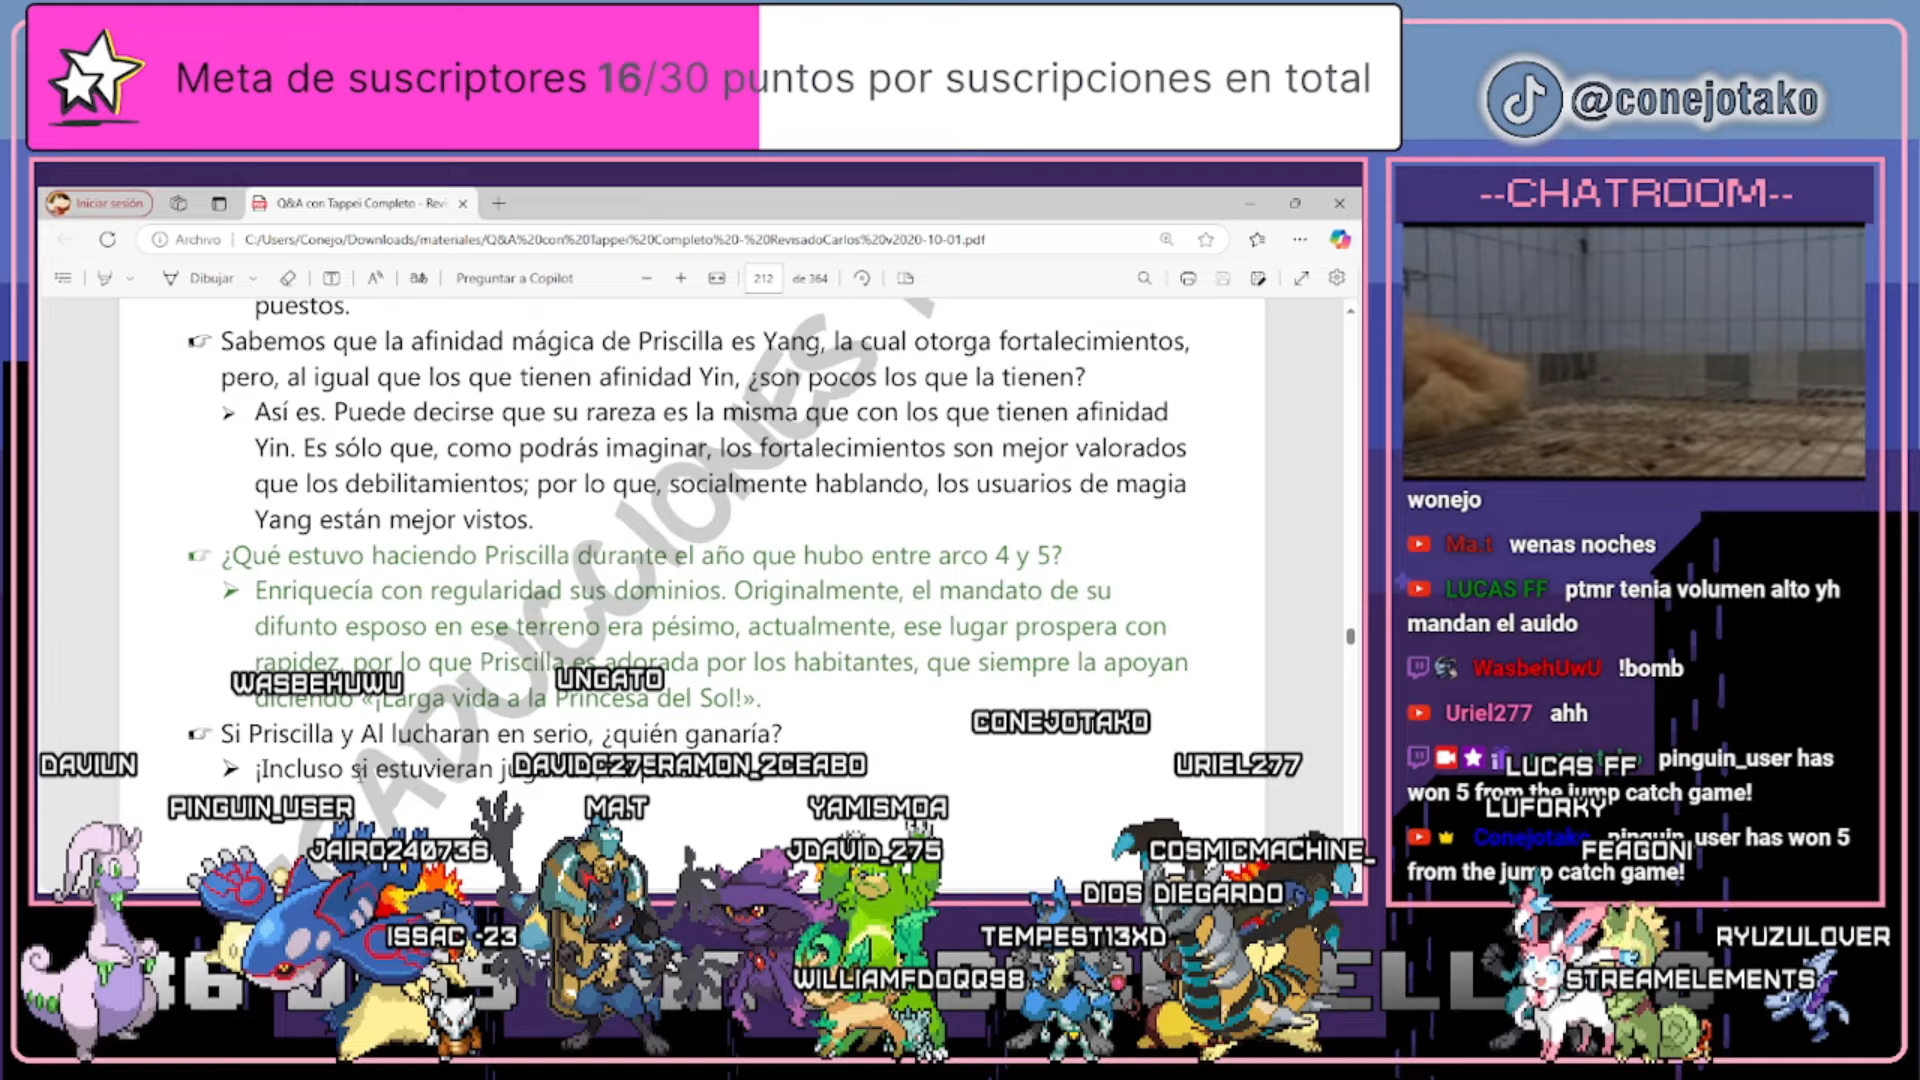 Meta de suscriptores 16/30 puntos por suscripciones en total
@conejotako
Iniciar sesión
Q&A con Tappei Completo - Revi
Archivo
C:/Users/Conejo/Downloads/materiales/Q&A%20con%20Tappei%20Completo%20-%20RevisadoCarlos%20v2020-10-01.pdf
Dibujar
Preguntar a Copilot
212
de 364
puestos.
Sabemos que la afinidad mágica de Priscilla es Yang, la cual otorga fortalecimientos,
pero, al igual que los que tienen afinidad Yin, ¿son pocos los que la tienen?
Así es. Puede decirse que su rareza es la misma que con los que tienen afinidad
Yin. Es sólo que, como podrás imaginar, los fortalecimientos son mejor valorados
que los debilitamientos; por lo que, socialmente hablando, los usuarios de magia
Yang están mejor vistos.
¿Qué estuvo haciendo Priscilla durante el año que hubo entre arco 4 y 5?
Enriquecía con regularidad sus dominios. Originalmente, el mandato de su
difunto esposo en ese terreno era pésimo, actualmente, ese lugar prospera con
rapidez, por lo que Priscilla es adorada por los habitantes, que siempre la apoyan
diciendo «¡Larga vida a la Princesa del Sol!».
Si Priscilla y Al lucharan en serio, ¿quién ganaría?
¡Incluso si estuvieran
--CHATROOM--
wonejo
Ma.t wenas noches
LUCAS FF ptmr tenia volumen alto yh
mandan el auido
WasbehUwU !bomb
Uriel277 ahh
pinguin_user has
won 5 from the jump catch game!
Conejotako pinguin_user has won 5
from the jump catch game!
WASBEHUWU
UNGATO
CONEJOTAKO
DAVIUN
DAVIDC275
RAMON_2CEABO
URIEL277
LUCAS FF
PINGUIN_USER
MA.T
YAMISMOA
LUFORKY
JAIRO240736
JDAVID_275
COSMICMACHINE_
FEAGONI
DIOS DIEGARDO
ISSAC -23
TEMPEST13XD
RYUZULOVER
WILLIAMFDOQQ98
STREAMELEMENTS